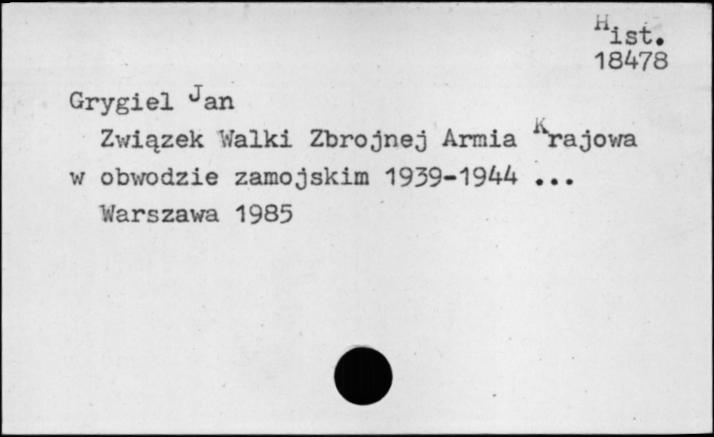 Hist.
18478
Grygiel Jan
Związek Walki Zbrojnej Armia Krajowa
w obwodzie zamojskim 1939-1944 ...
Warszawa 1985